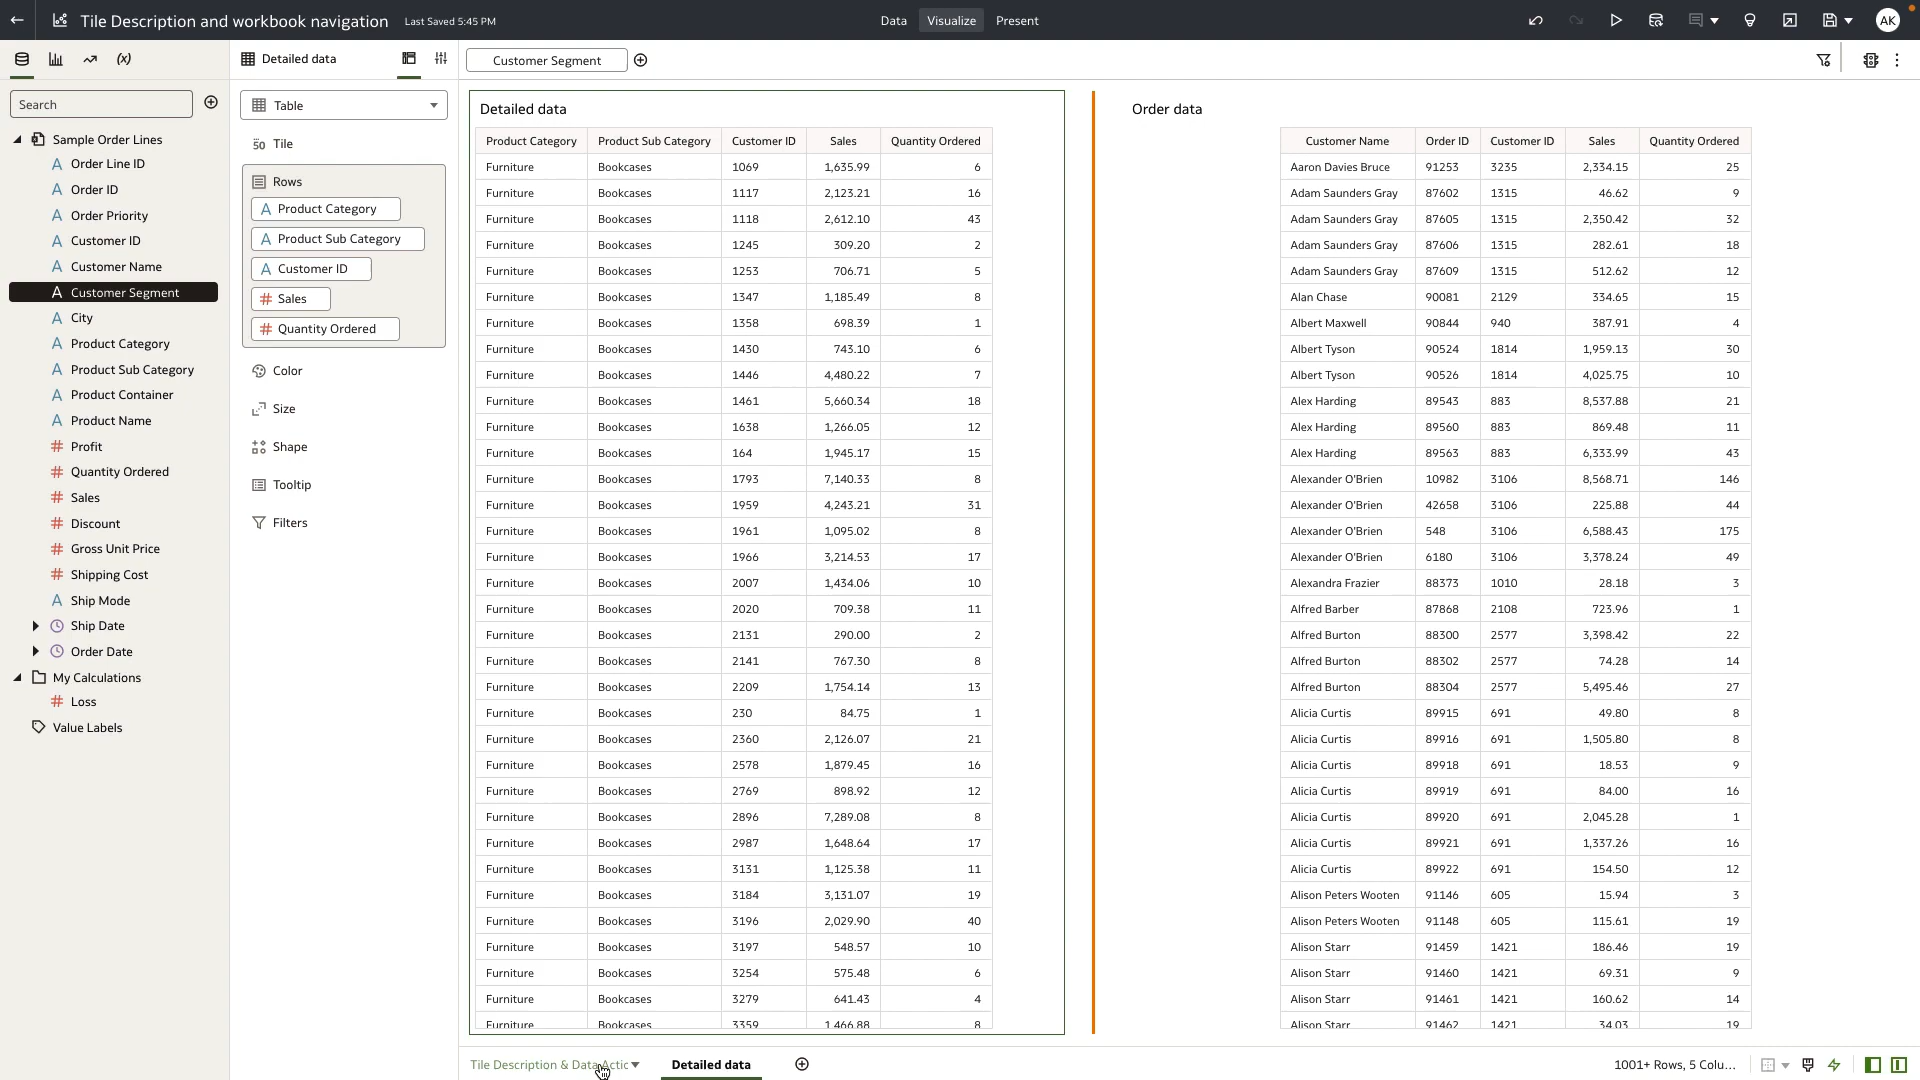 Tile Description and workbook navigation Last Saved 5:45 PM
Data Visualize Present
AK
Search
Sample Order Lines
A Order Line ID
A Order ID
A Order Priority
A Customer ID
A Customer Name
A Customer Segment
A City
A Product Category
A Product Sub Category
A Product Container
A Product Name
# Profit
# Quantity Ordered
# Sales
# Discount
# Gross Unit Price
# Shipping Cost
A Ship Mode
Ship Date
Order Date
My Calculations
# Loss
Value Labels
(x)
Detailed data
Table
50 Tile
Rows
A Product Category
A Product Sub Category
A Customer ID
# Sales
# Quantity Ordered
Color
Size
Shape
Tooltip
Filters
Customer Segment
Detailed data
Product Category Product Sub Category Customer ID Sales Quantity Ordered
Furniture Bookcases 1069 1,635.99 6
Furniture Bookcases 1117 2,123.21 16
Furniture Bookcases 1118 2,612.10 43
Furniture Bookcases 1245 309.20 2
Furniture Bookcases 1253 706.71 5
Furniture Bookcases 1347 1,185.49 8
Furniture Bookcases 1358 698.39 1
Furniture Bookcases 1430 743.10 6
Furniture Bookcases 1446 4,480.22 7
Furniture Bookcases 1461 5,660.34 18
Furniture Bookcases 1638 1,266.05 12
Furniture Bookcases 164 1,945.17 15
Furniture Bookcases 1793 7,140.33 8
Furniture Bookcases 1959 4,243.21 31
Furniture Bookcases 1961 1,095.02 8
Furniture Bookcases 1966 3,214.53 17
Furniture Bookcases 2007 1,434.06 10
Furniture Bookcases 2020 709.38 11
Furniture Bookcases 2131 290.00 2
Furniture Bookcases 2141 767.30 8
Furniture Bookcases 2209 1,754.14 13
Furniture Bookcases 230 84.75 1
Furniture Bookcases 2360 2,126.07 21
Furniture Bookcases 2578 1,879.45 16
Furniture Bookcases 2769 898.92 12
Furniture Bookcases 2896 7,289.08 8
Furniture Bookcases 2987 1,648.64 17
Furniture Bookcases 3131 1,125.38 11
Furniture Bookcases 3184 3,131.07 19
Furniture Bookcases 3196 2,029.90 40
Furniture Bookcases 3197 548.57 10
Furniture Bookcases 3254 575.48 6
Furniture Bookcases 3279 641.43 4
Furniture Bookcases 3359 1,466.88 8
Order data
Customer Name Order ID Customer ID Sales Quantity Ordered
Aaron Davies Bruce 91253 3235 2,334.15 25
Adam Saunders Gray 87602 1315 46.62 9
Adam Saunders Gray 87605 1315 2,350.42 32
Adam Saunders Gray 87606 1315 282.61 18
Adam Saunders Gray 87609 1315 512.62 12
Alan Chase 90081 2129 334.65 15
Albert Maxwell 90844 940 387.91 4
Albert Tyson 90524 1814 1,959.13 30
Albert Tyson 90526 1814 4,025.75 10
Alex Harding 89543 883 8,537.88 21
Alex Harding 89560 883 869.48 11
Alex Harding 89563 883 6,333.99 43
Alexander O'Brien 10982 3106 8,568.71 146
Alexander O'Brien 42658 3106 225.88 44
Alexander O'Brien 548 3106 6,588.43 175
Alexander O'Brien 6180 3106 3,378.24 49
Alexandra Frazier 88373 1010 28.18 3
Alfred Barber 87868 2108 723.96 1
Alfred Burton 88300 2577 3,398.42 22
Alfred Burton 88302 2577 74.28 14
Alfred Burton 88304 2577 5,495.46 27
Alicia Curtis 89915 691 49.80 8
Alicia Curtis 89916 691 1,505.80 8
Alicia Curtis 89918 691 18.53 9
Alicia Curtis 89919 691 84.00 16
Alicia Curtis 89920 691 2,045.28 1
Alicia Curtis 89921 691 1,337.26 16
Alicia Curtis 89922 691 154.50 12
Alison Peters Wooten 91146 605 15.94 3
Alison Peters Wooten 91148 605 115.61 19
Alison Starr 91459 1421 186.46 19
Alison Starr 91460 1421 69.31 9
Alison Starr 91461 1421 160.62 14
Alison Starr 91462 1421 34.03 19
Tile Description & Data Actic Detailed data
1001+ Rows, 5 Colu...